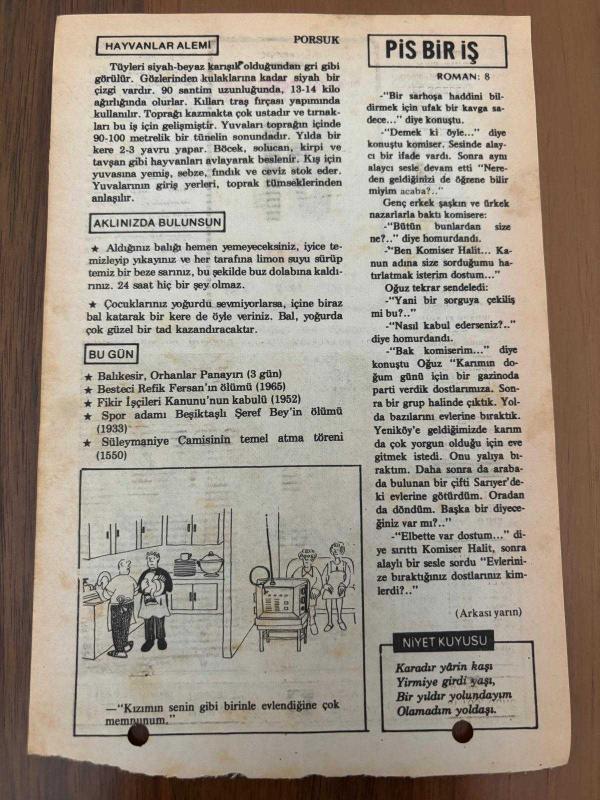 HAYVANLAR ALEMİ
PORSUK
Tüyleri siyah-beyaz karışık olduğundan gri gibi
görülür. Gözlerinden kulaklarına kadar siyah bir
çizgi vardır. 90 santim uzunluğunda, 13-14 kilo
ağırlığında olurlar. Kılları traş fırçası yapımında
kullanılır. Toprağı kazmakta çok ustadır ve tırnak-
ları bu iş için gelişmiştir. Yuvaları toprağın içinde
90-100 metrelik bir tünelin sonundadır. Yılda bir
kere 2-3 yavru yapar. Böcek, solucan, kirpi ve
tavşan gibi hayvanları avlayarak beslenir. Kış için
yuvasına yemiş, sebze, fındık ve ceviz stok eder.
Yuvalarının giriş yerleri, toprak tümseklerinden
anlaşılır.
AKLINIZDA BULUNSUN
★ Aldığınız balığı hemen yemeyeceksiniz, iyice te-
mizleyip yıkayınız ve her tarafına limon suyu sürüp
temiz bir beze sarınız, bu şekilde buz dolabına kaldı-
rınız. 24 saat hiç bir şey olmaz.
★ Çocuklarınız yoğurdu sevmiyorlarsa, içine biraz
bal katarak bir kere de öyle veriniz. Bal, yoğurda
çok güzel bir tad kazandıracaktır.
BU GÜN
★ Balıkesir, Orhanlar Panayırı (3 gün)
★ Besteci Refik Fersan'ın ölümü (1965)
★ Fikir İşçileri Kanunu'nun kabulü (1952)
★ Spor adamı Beşiktaşlı Şeref Bey'in ölümü
(1933)
★ Süleymaniye Camisinin temel atma töreni
(1550)
—"Kızımın senin gibi birinle evlendiğine çok
memnunum."
PİS BİR İŞ
ROMAN: 8
-"Bir sarhoşa haddini bil-
dirmek için ufak bir kavga sa-
dece..." diye konuştu.
-"Demek ki öyle..." diye
konuştu komiser. Sesinde alay-
cı bir ifade vardı. Sonra aynı
alaycı sesle devam etti "Nere-
den geldiğinizi de öğrene bilir
miyim acaba?.."
Genç erkek şaşkın ve ürkek
nazarlarla baktı komisere:
-"Bütün bunlardan size
ne?.." diye homurdandı.
-"Ben Komiser Halit... Ka-
nun adına size sorduğumu ha-
tırlatmak isterim dostum..."
Oğuz tekrar sendeledi:
-"Yani bir sorguya çekiliş
mi bu?.."
-"Nasıl kabul ederseniz?.."
diye homurdandı.
-"Bak komiserim..." diye
konuştu Oğuz "Karımın do-
ğum günü için bir gazinoda
parti verdik dostlarımıza. Son-
ra bir grup halinde çıktık. Yol-
da bazılarını evlerine bıraktık.
Yeniköy'e geldiğimizde karım
da çok yorgun olduğu için eve
gitmek istedi. Onu yalıya bı-
raktım. Daha sonra da araba-
da bulunan bir çifti Sarıyer'de-
ki evlerine götürdüm. Oradan
da döndüm. Başka bir diyece-
ğiniz var mı?.."
-"Elbette var dostum..." di-
ye sırıttı Komiser Halit, sonra
alaylı bir sesle sordu "Evlerini-
ze bıraktığınız dostlarınız kim-
lerdi?.."
(Arkası yarın)
NİYET KUYUSU
Karadır yârin kaşı
Yirmiye girdi yaşı,
Bir yıldır yolundayım
Olamadım yoldaşı.